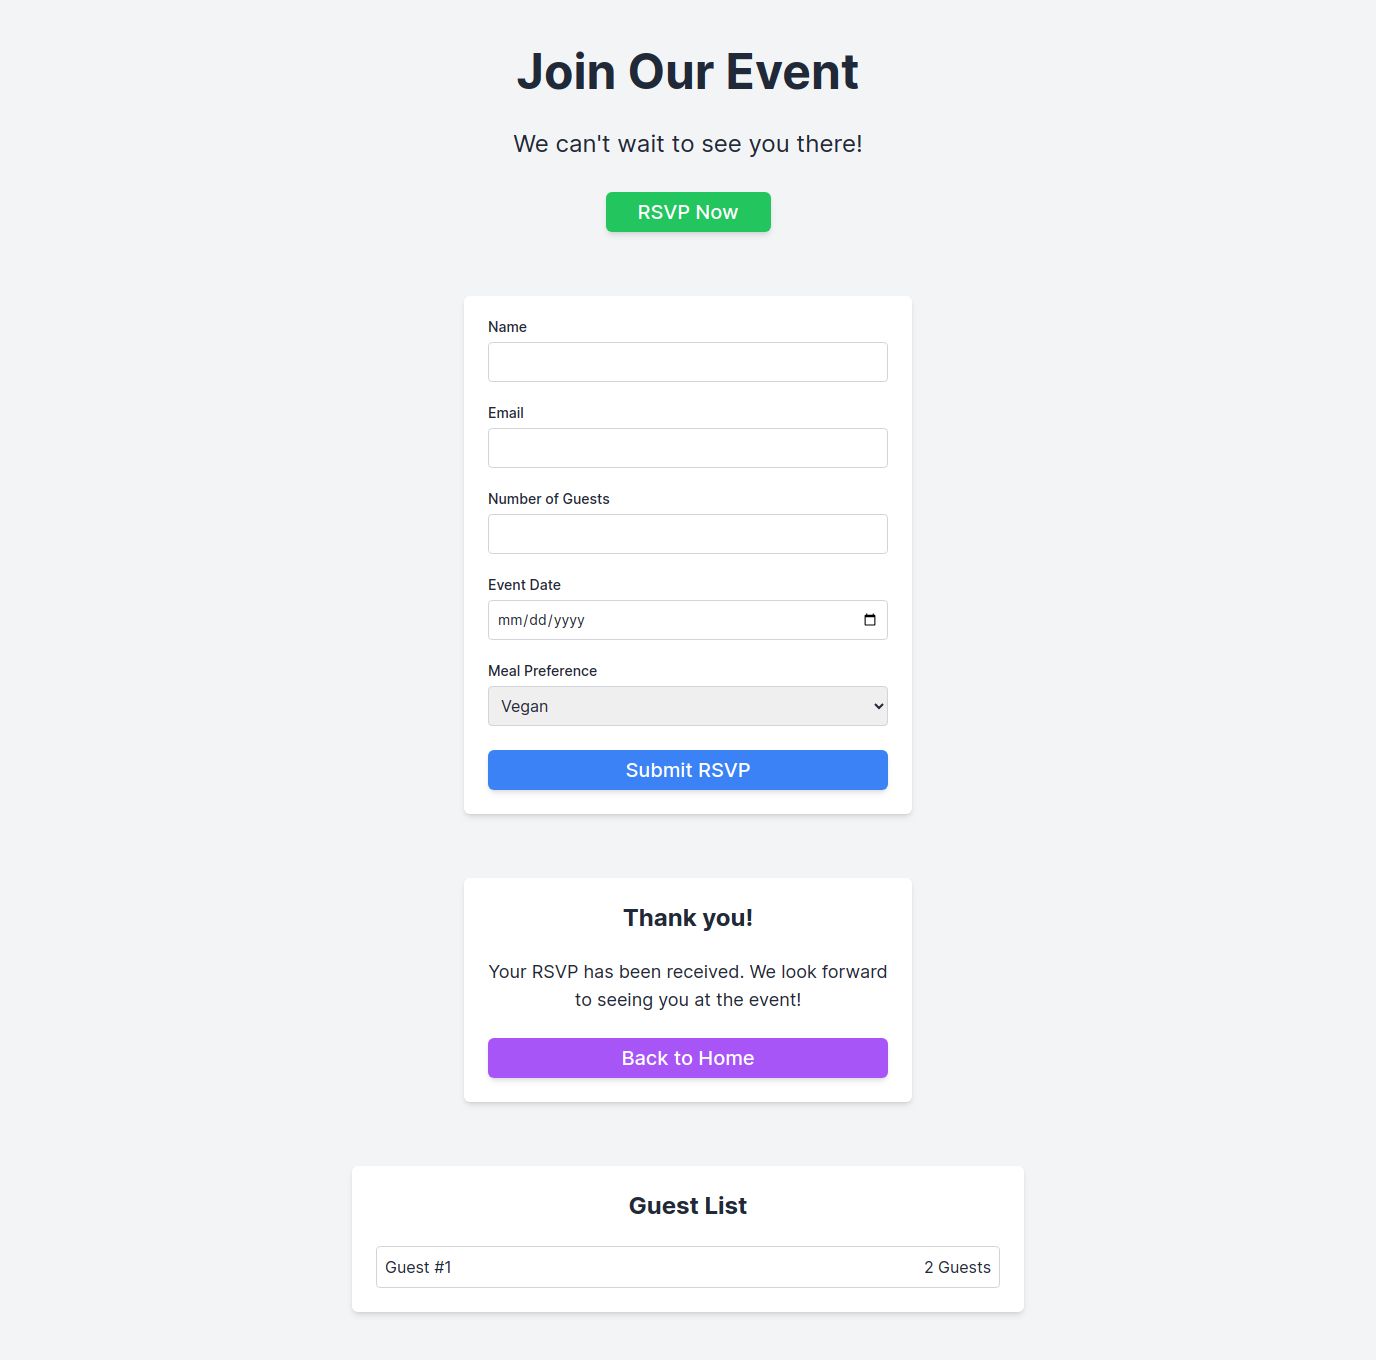 Join Our Event
We can't wait to see you there!
RSVP Now
Name
Email
Number of Guests
Event Date
mm/dd/yyyy
Meal Preference
Vegan
Submit RSVP
Thank you!
Your RSVP has been received. We look forward
to seeing you at the event!
Back to Home
Guest List
Guest #1 2 Guests